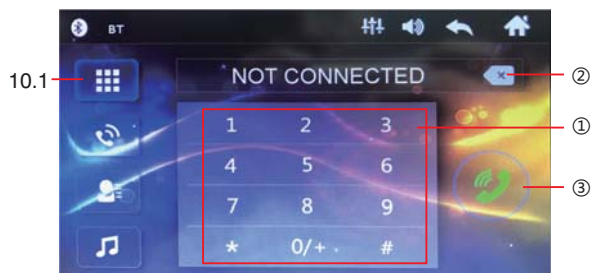 BT
10.1
NOT CONNECTED
②
1 2 3
①
4 5 6
③
7 8 9
* 0/+ #